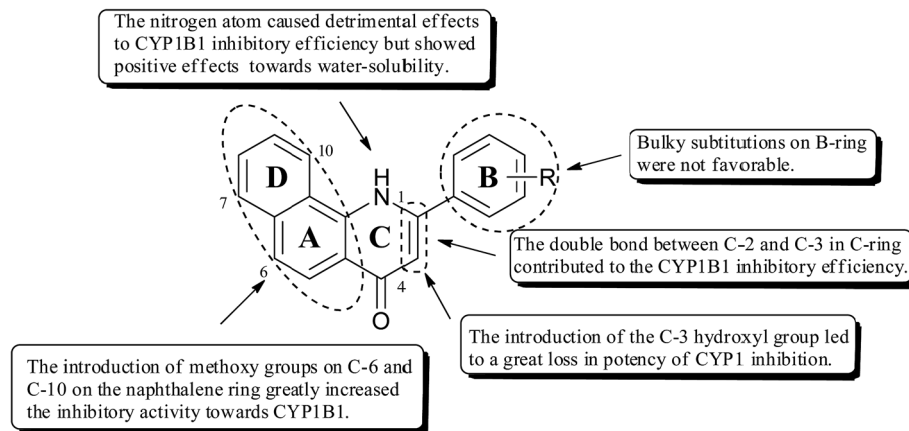 The nitrogen atom caused detrimental effects
to CYP1B1 inhibitory efficiency but showed
positive effects towards water-solubility.
10
D
H
N
1
B
R
Bulky subtitutions on B-ring
were not favorable.
7
A
C
The double bond between C-2 and C-3 in C-ring
contributed to the CYP1B1 inhibitory efficiency.
6
4
O
The introduction of the C-3 hydroxyl group led
to a great loss in potency of CYP1 inhibition.
The introduction of methoxy groups on C-6 and
C-10 on the naphthalene ring greatly increased
the inhibitory activity towards CYP1B1.